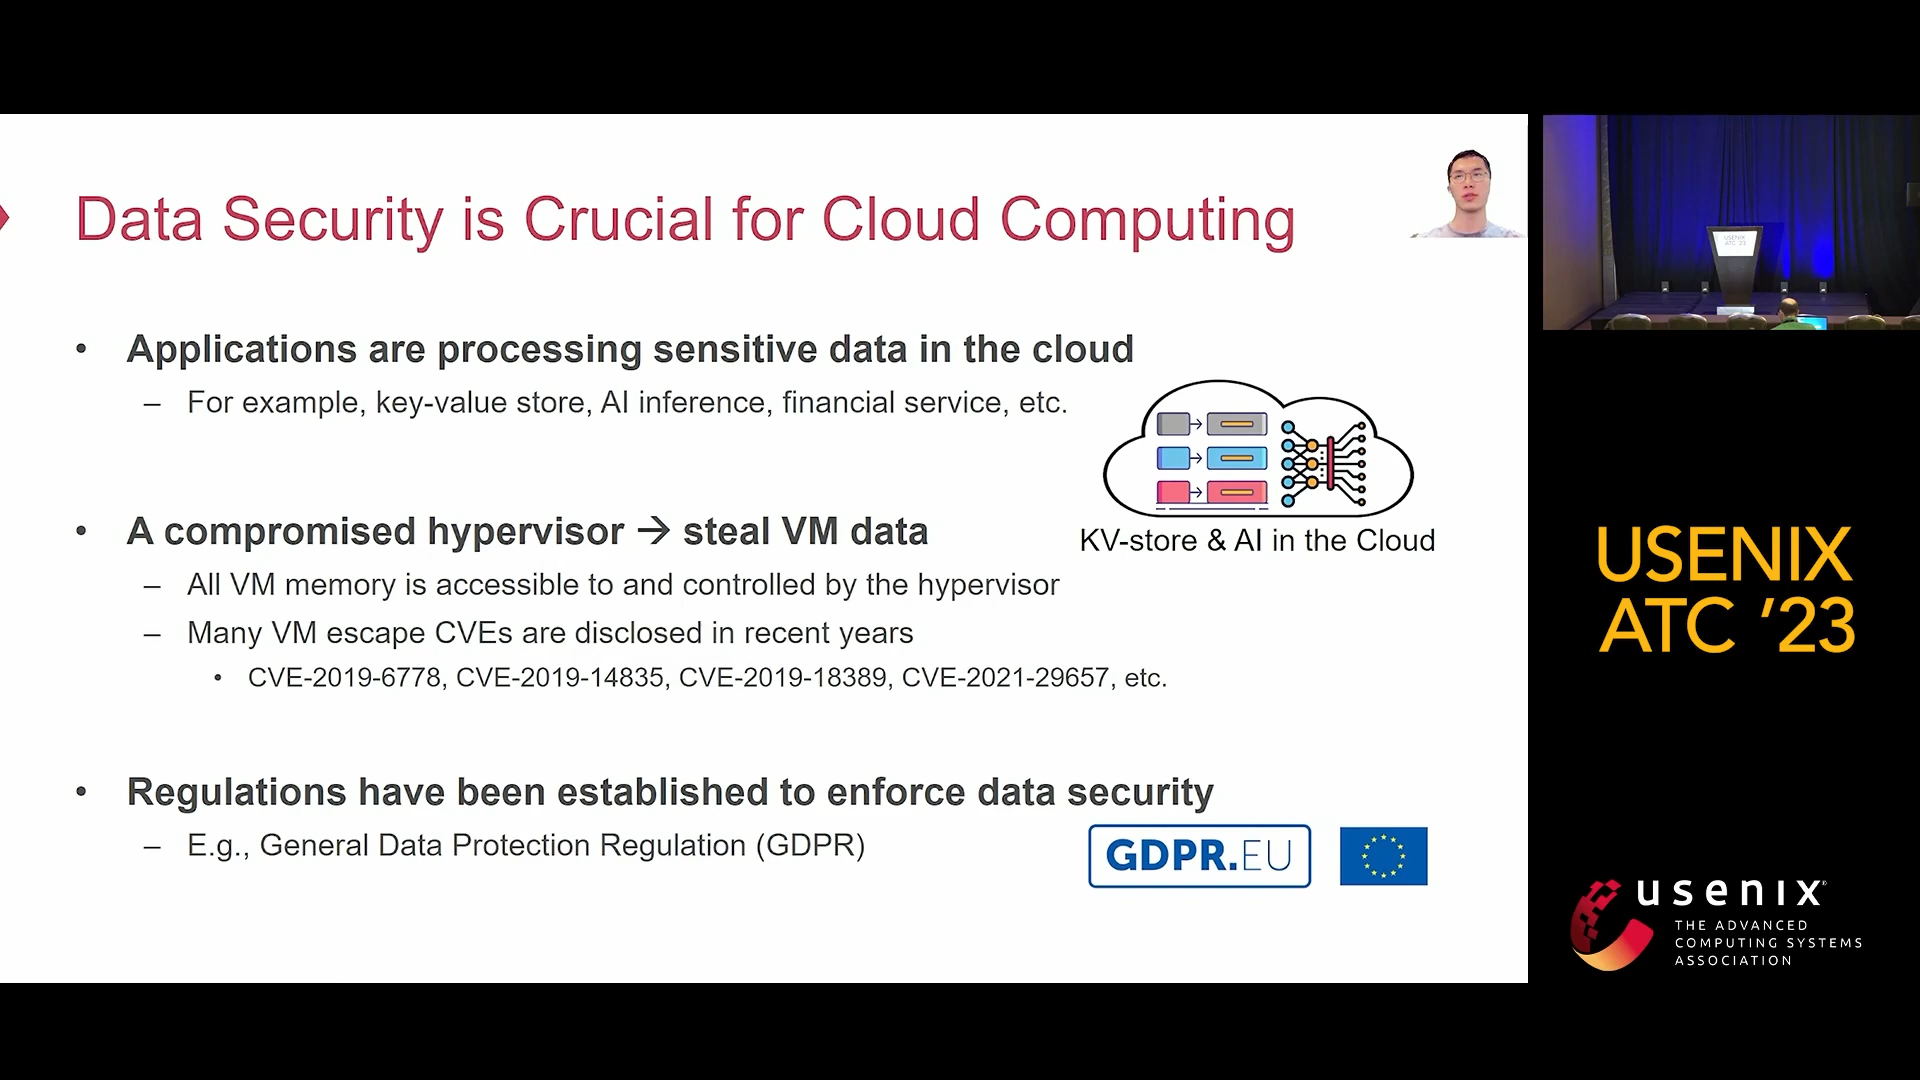 Data Security is Crucial for Cloud Computing
• Applications are processing sensitive data in the cloud
– For example, key-value store, AI inference, financial service, etc.
KV-store & AI in the Cloud
• A compromised hypervisor → steal VM data
– All VM memory is accessible to and controlled by the hypervisor
– Many VM escape CVEs are disclosed in recent years
• CVE-2019-6778, CVE-2019-14835, CVE-2019-18389, CVE-2021-29657, etc.
• Regulations have been established to enforce data security
– E.g., General Data Protection Regulation (GDPR)
GDPR.EU
USENIX
ATC '23
USENIX
ATC ’23
usenix®
THE ADVANCED
COMPUTING SYSTEMS
ASSOCIATION